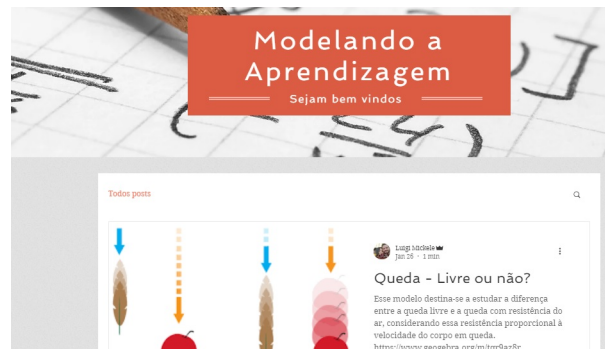 Modelando a
Aprendizagem
Sejam bem vindos
Todos posts
Luigi Mickele
Jan 26 · 1 min
Queda - Livre ou não?
Esse modelo destina-se a estudar a diferença
entre a queda livre e a queda com resistência do
ar, considerando essa resistência proporcional à
velocidade do corpo em queda.